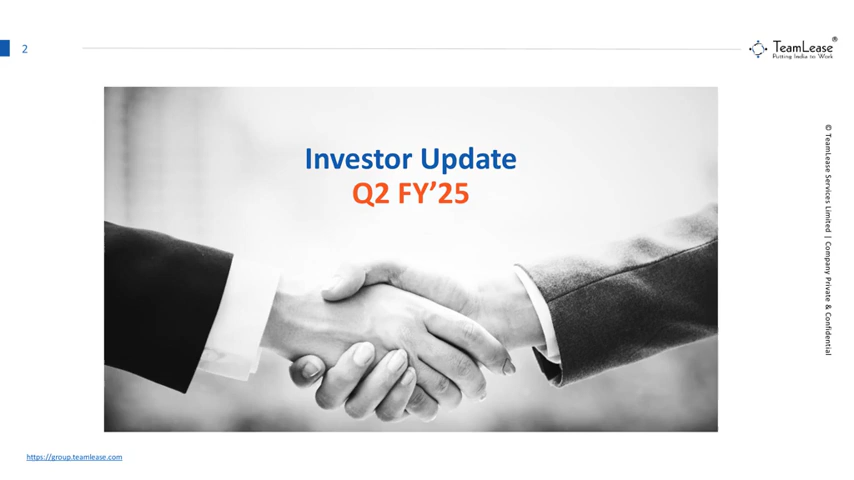 2
TeamLease®
Putting India to Work
Investor Update
Q2 FY’25
© TeamLease Services Limited | Company Private & Confidential
https://group.teamlease.com